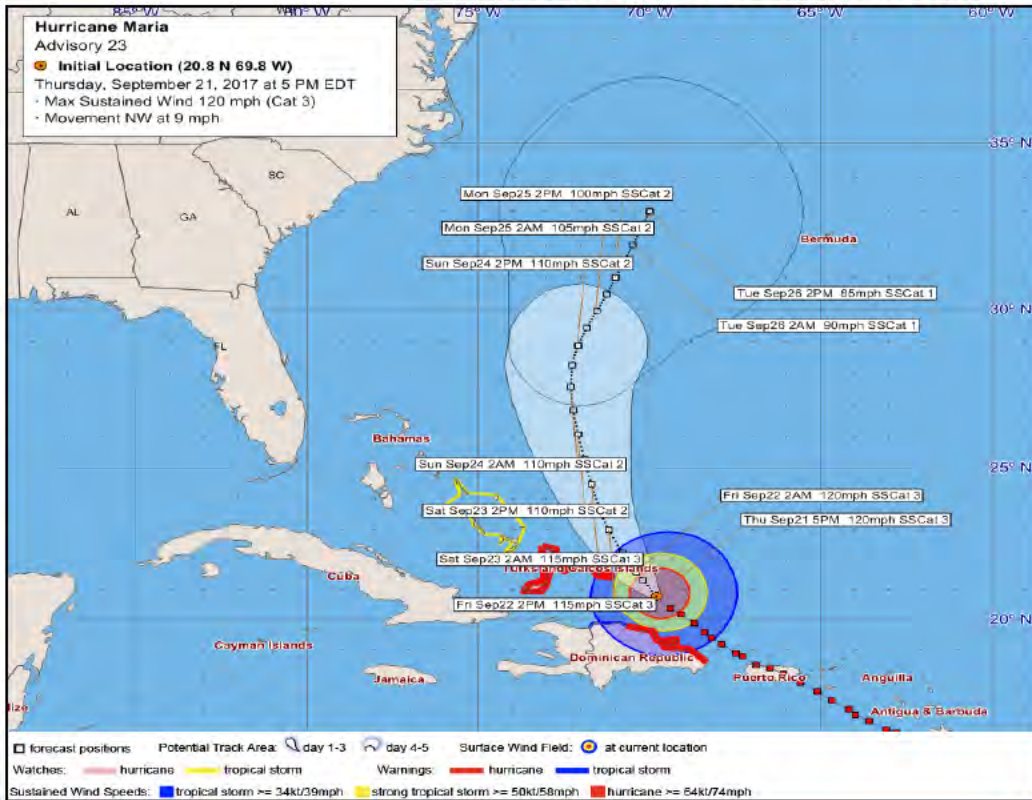 85° W
80° W
75° W
70° W
65° W
60° W
Hurricane Maria
Advisory 23
Initial Location (20.8 N 69.8 W)
Thursday, September 21, 2017 at 5 PM EDT
· Max Sustained Wind 120 mph (Cat 3)
· Movement NW at 9 mph
35° N
SC
AL
GA
Mon Sep25 2PM 100mph SSCat 2
Mon Sep25 2AM 105mph SSCat 2
Bermuda
Sun Sep24 2PM 110mph SSCat 2
Tue Sep26 2PM 85mph SSCat 1
30° N
Tue Sep26 2AM 90mph SSCat 1
FL
Bahamas
Sun Sep24 2AM 110mph SSCat 2
25° N
Fri Sep22 2AM 120mph SSCat 3
Sat Sep23 2PM 110mph SSCat 2
Thu Sep21 5PM 120mph SSCat 3
Sat Sep23 2AM 115mph SSCat 3
Turks and Caicos Islands
Cuba
Fri Sep22 2PM 115mph SSCat 3
20° N
Cayman Islands
Dominican Republic
Jamaica
Puerto Rico
Anguilla
lize
Antigua & Barbuda
forecast positions Potential Track Area: day 1-3 day 4-5 Surface Wind Field: at current location
Watches: hurricane tropical storm Warnings: hurricane tropical storm
Sustained Wind Speeds: tropical storm >= 34kt/39mph strong tropical storm >= 50kt/58mph hurricane >= 64kt/74mph